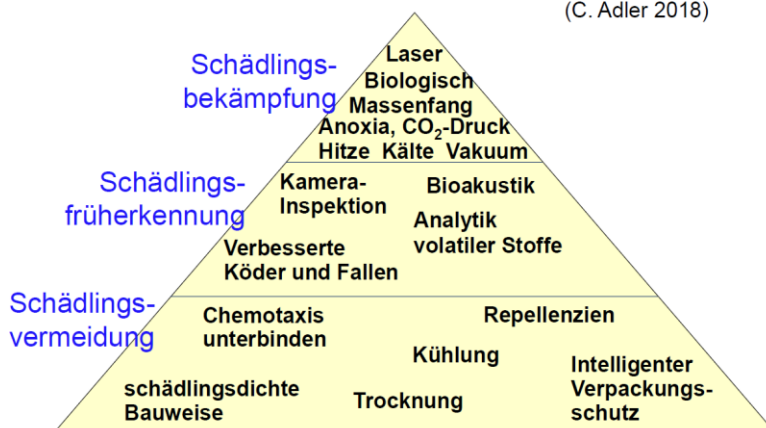 (C. Adler 2018)
Schädlings-
bekämpfung
Laser
Biologisch
Massenfang
Anoxia, CO₂-Druck
Hitze Kälte Vakuum
Schädlings-
früherkennung
Kamera-
Inspektion
Bioakustik
Analytik
volatiler Stoffe
Verbesserte
Köder und Fallen
Schädlings-
vermeidung
Chemotaxis
unterbinden
Repellenzien
Kühlung
Intelligenter
Verpackungs-
schutz
schädlingsdichte
Bauweise
Trocknung